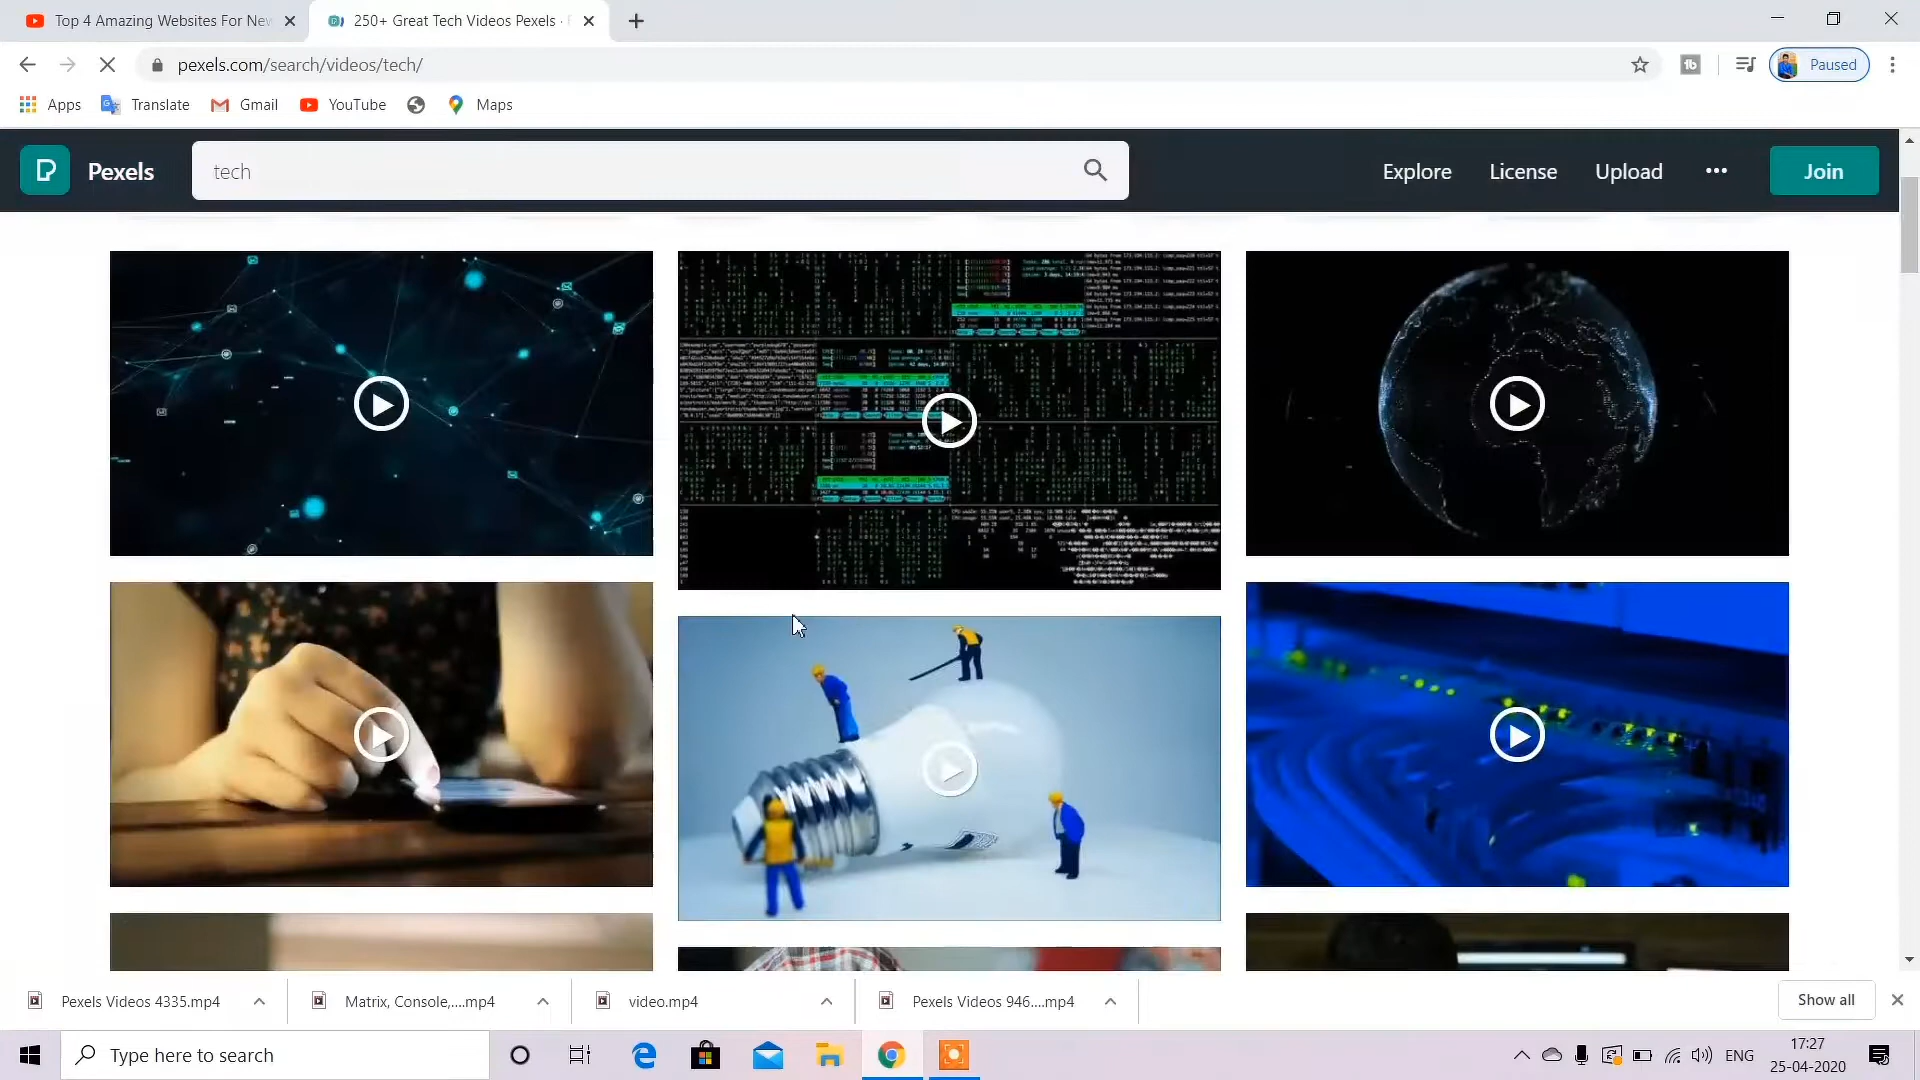 Top 4 Amazing Websites For New
250+ Great Tech Videos Pexels ·
pexels.com/search/videos/tech/
Paused
Apps
Translate
Gmail
YouTube
Maps
Pexels
tech
Explore
License
Upload
Join
Pexels Videos 4335.mp4
Matrix, Console,....mp4
video.mp4
Pexels Videos 946....mp4
Show all
Type here to search
ENG
17:27
25-04-2020